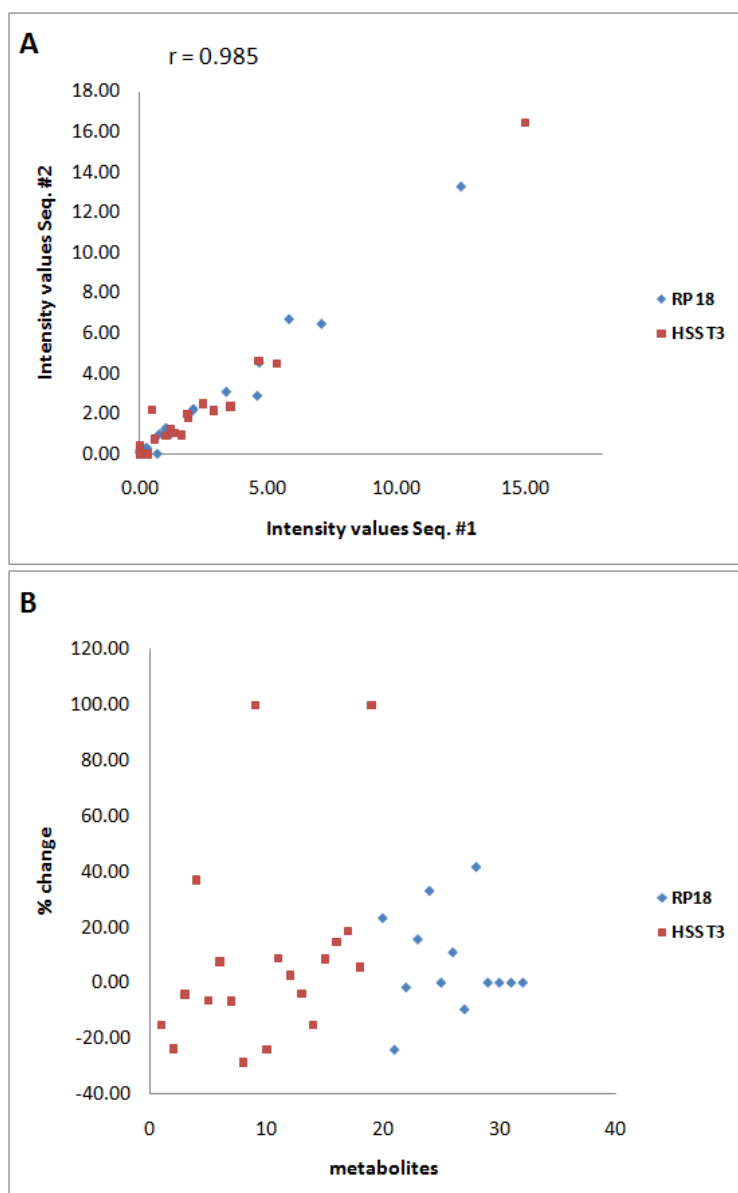 A
r = 0.985
18.00
16.00
14.00
12.00
10.00
8.00
6.00
4.00
2.00
0.00
Intensity values Seq. #2
0.00 5.00 10.00 15.00
Intensity values Seq. #1
RP18
HSS T3
B
120.00
100.00
80.00
60.00
40.00
20.00
0.00
-20.00
-40.00
% change
0 10 20 30 40
metabolites
RP18
HSS T3